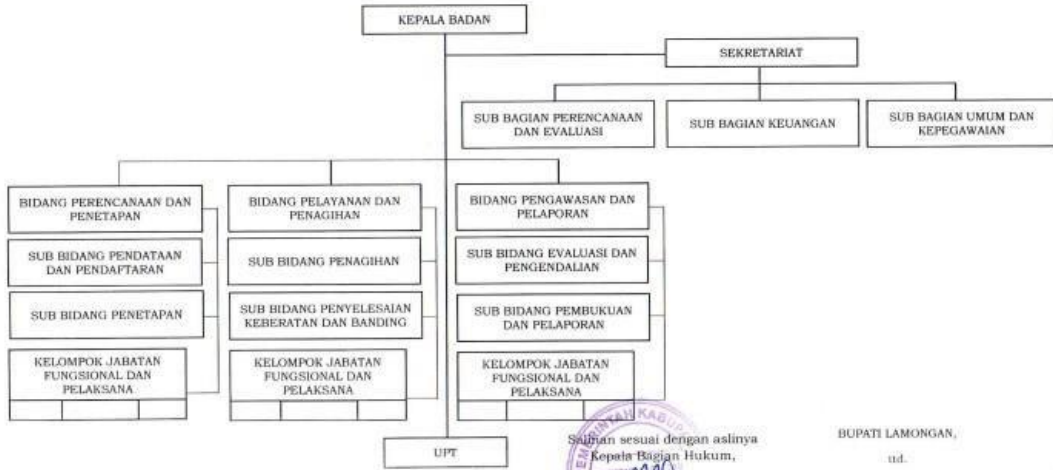 KEPALA BADAN
SEKRETARIAT
SUB BAGIAN PERENCANAAN
DAN EVALUASI
SUB BAGIAN KEUANGAN
SUB BAGIAN UMUM DAN
KEPEGAWAIAN
BIDANG PERENCANAAN DAN
PENETAPAN
SUB BIDANG PENDATAAN
DAN PENDAFTARAN
SUB BIDANG PENETAPAN
KELOMPOK JABATAN
FUNGSIONAL DAN
PELAKSANA
BIDANG PELAYANAN DAN
PENAGIHAN
SUB BIDANG PENAGIHAN
SUB BIDANG PENYELESAIAN
KEBERATAN DAN BANDING
KELOMPOK JABATAN
FUNGSIONAL DAN
PELAKSANA
BIDANG PENGAWASAN DAN
PELAPORAN
SUB BIDANG EVALUASI DAN
PENGENDALIAN
SUB BIDANG PEMBUKUAN
DAN PELAPORAN
KELOMPOK JABATAN
FUNGSIONAL DAN
PELAKSANA
UPT
Salinan sesuai dengan aslinya
Kepala Bagian Hukum,
BUPATI LAMONGAN,
ttd.